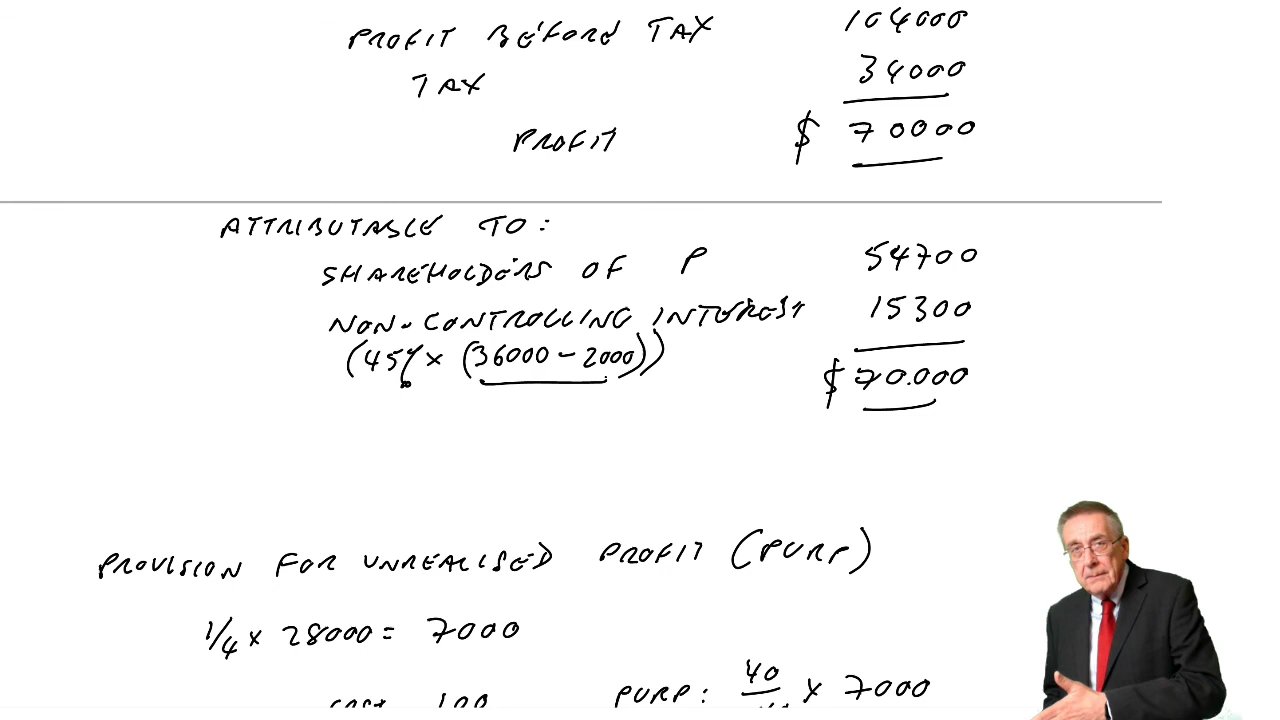 PROFIT BEFORE TAX 104000
TAX 34000
PROFIT $ 70000
ATTRIBUTABLE TO:
SHAREHOLDERS OF P 54700
NON-CONTROLLING INTEREST 15300
(45% × (36000 - 2000)) $ 70.000
PROVISION FOR UNREALISED PROFIT (PURP)
1/4 × 28000 = 7000
PURP: 40 × 7000